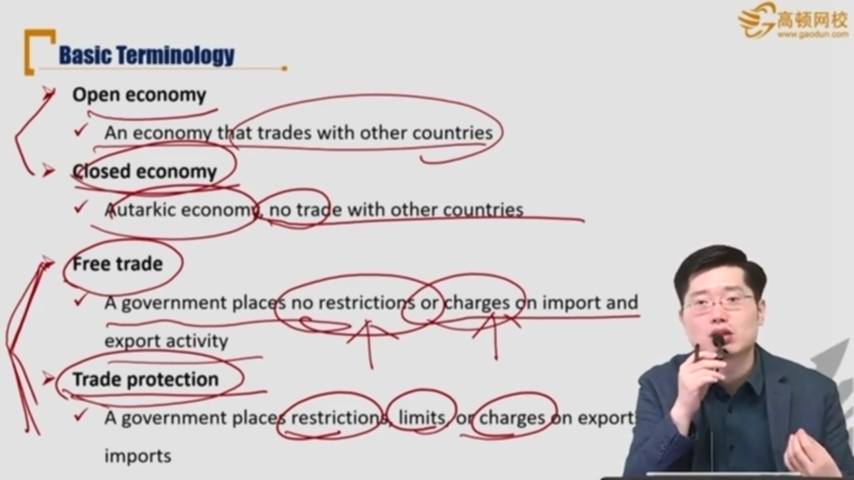 高顿网校
www.gaodun.com
Basic Terminology
Open economy
An economy that trades with other countries
Closed economy
Autarkic economy, no trade with other countries
Free trade
A government places no restrictions or charges on import and
export activity
Trade protection
A government places restrictions, limits, or charges on export
imports